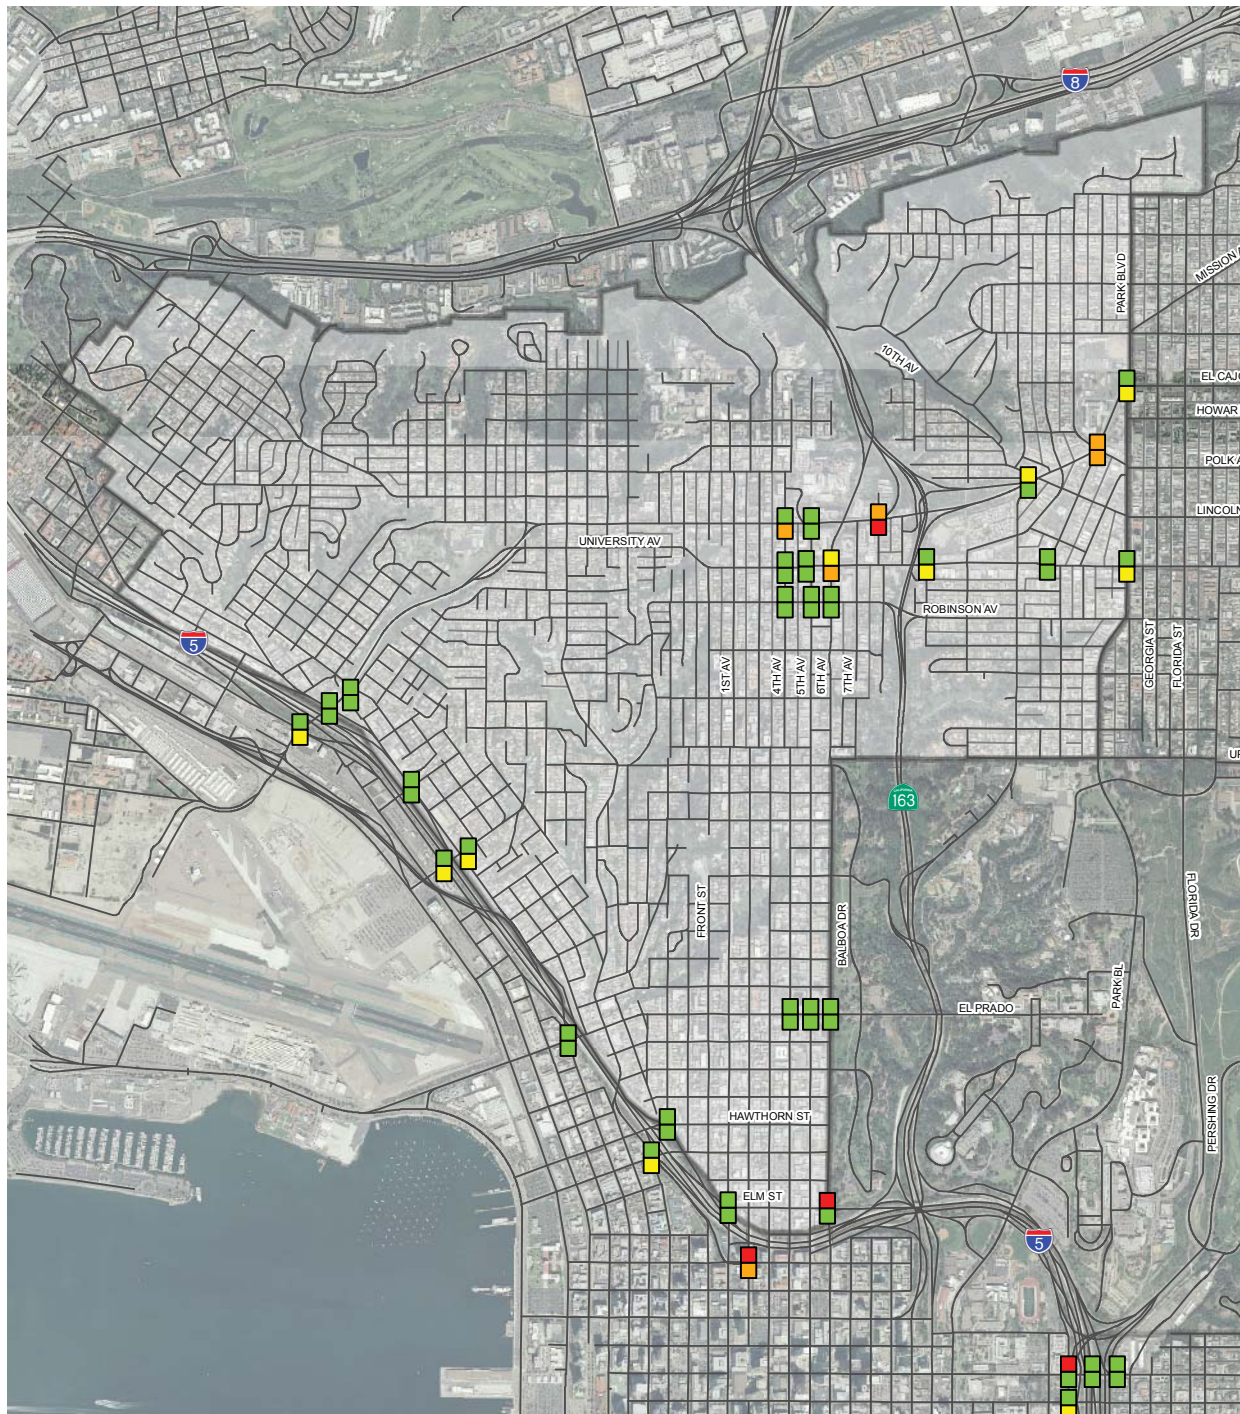 8
PARK BLVD
MISSION A
10TH AV
EL CAJO
HOWAR
POLK A
LINCOLN
UNIVERSITY AV
ROBINSON AV
5
1ST AV
4TH AV
5TH AV
6TH AV
7TH AV
GEORGIA ST
FLORIDA ST
UP
163
FRONT ST
BALBOA DR
FLORIDA DR
PARK BL
EL PRADO
HAWTHORN ST
PERSHING DR
ELM ST
5